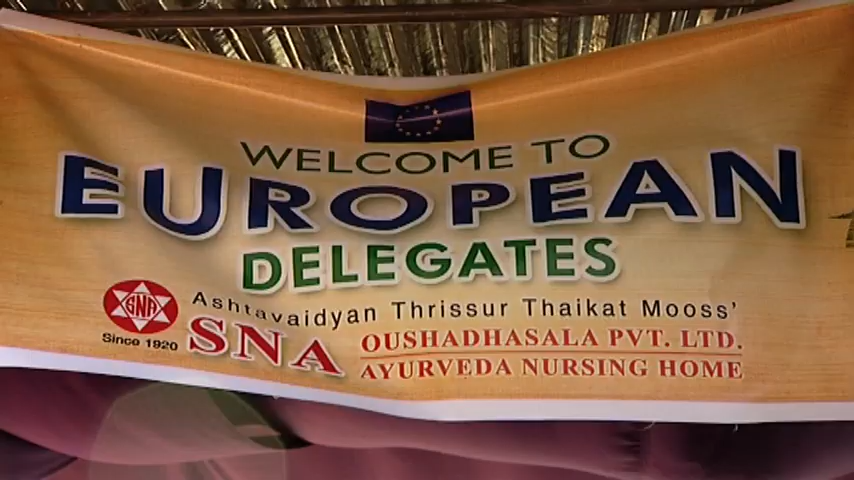 WELCOME TO
EUROPEAN
DELEGATES
Ashtavaidyan Thrissur Thaikat Mooss'
SNA
Since 1920
SNA
OUSHADHASALA PVT. LTD.
AYURVEDA NURSING HOME